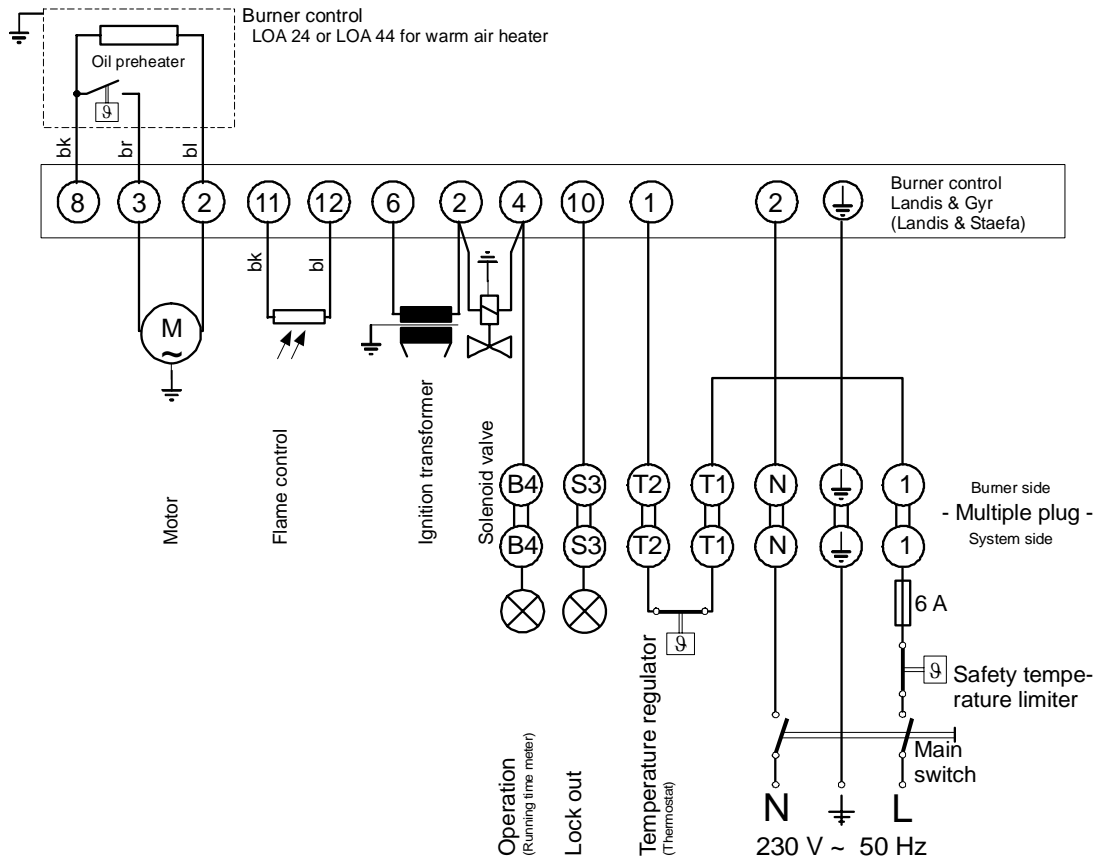 Burner control
LOA 24 or LOA 44 for warm air heater
Oil preheater
ϑ
bk
br
bl
8 3 2 11 12 6 2 4 10 1 2
Burner control
Landis & Gyr
(Landis & Staefa)
bk
bl
M
~
Motor
Flame control
Ignition transformer
Solenoid valve
B4 S3 T2 T1 N 1
Burner side
- Multiple plug -
System side
B4 S3 T2 T1 N 1
6 A
ϑ
ϑ
Safety tempe-
rature limiter
Main
switch
Operation
(Running time meter)
Lock out
Temperature regulator
(Thermostat)
N L
230 V ~ 50 Hz